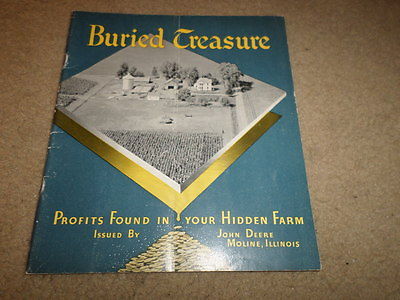 Buried Treasure
PROFITS FOUND IN YOUR HIDDEN FARM
ISSUED BY JOHN DEERE
MOLINE, ILLINOIS